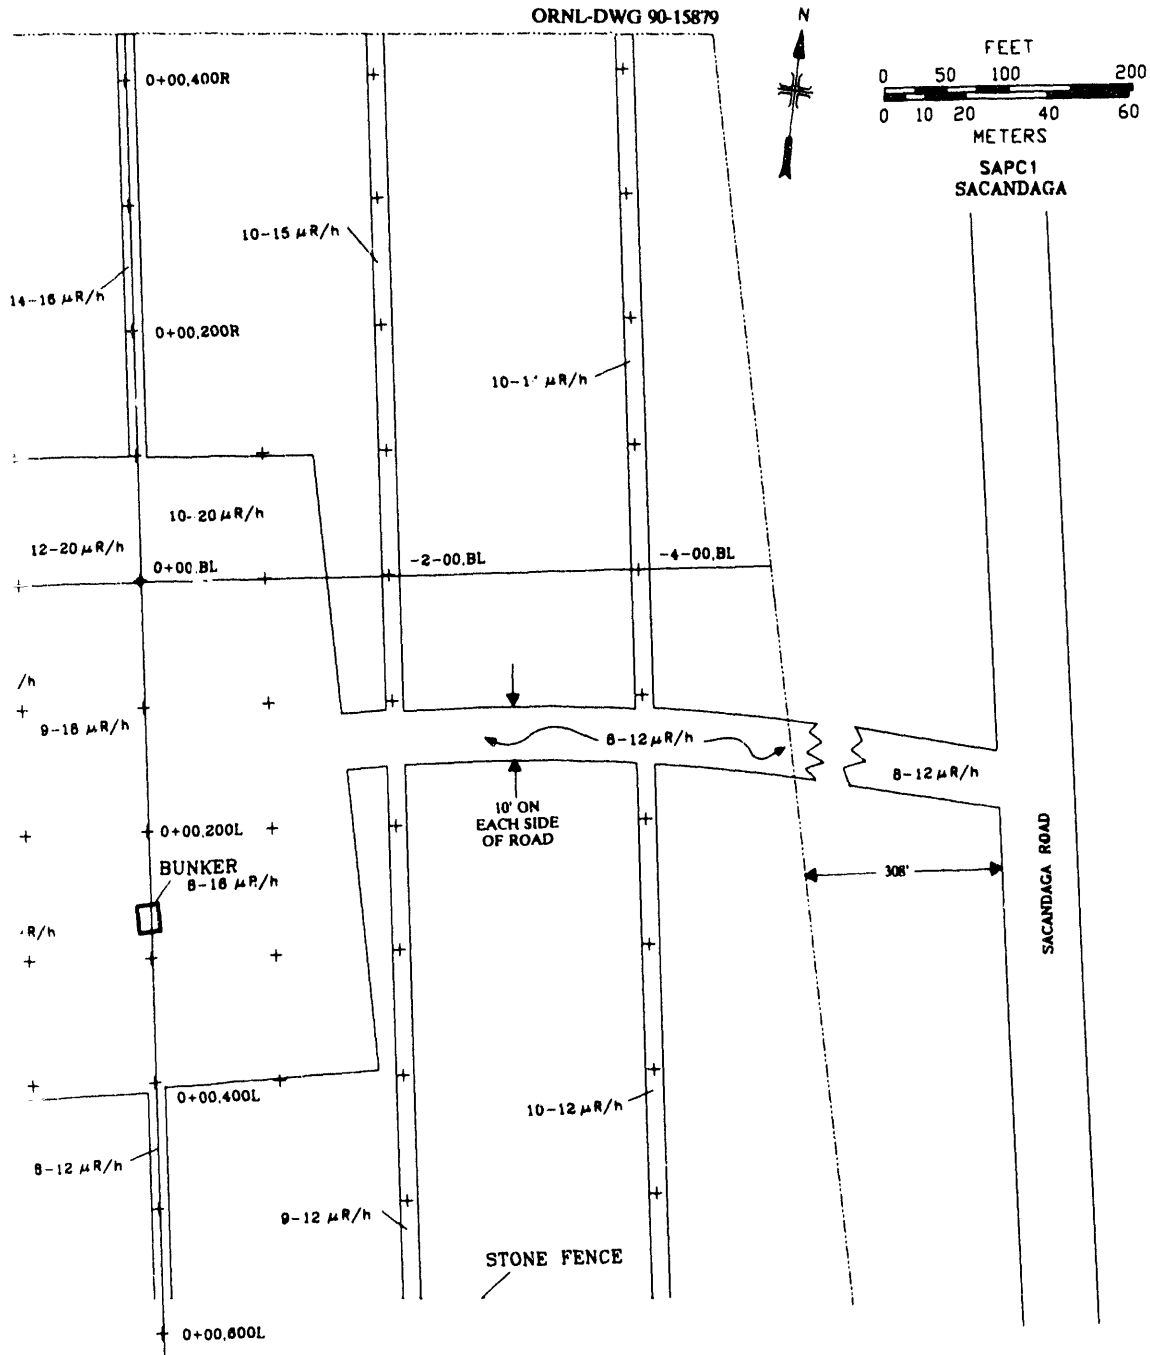 ORNL-DWG 90-15879
N
FEET
0 50 100 200
0 10 20 40 60
METERS
SAPC1
SACANDAGA
0+00,400R
10-15 μR/h
14-16 μR/h
0+00,200R
μR/h
10-20 μR/h
12-20 μR/h
0+00,BL
-2-00,BL
-4-00,BL
/h
9-18 μR/h
8-12 μR/h
8-12 μR/h
10' ON
EACH SIDE
OF ROAD
0+00,200L
BUNKER
8-16 μR/h
R/h
308'
SACANDAGA ROAD
0+00,400L
10-12 μR/h
8-12 μR/h
9-12 μR/h
STONE FENCE
0+00,600L